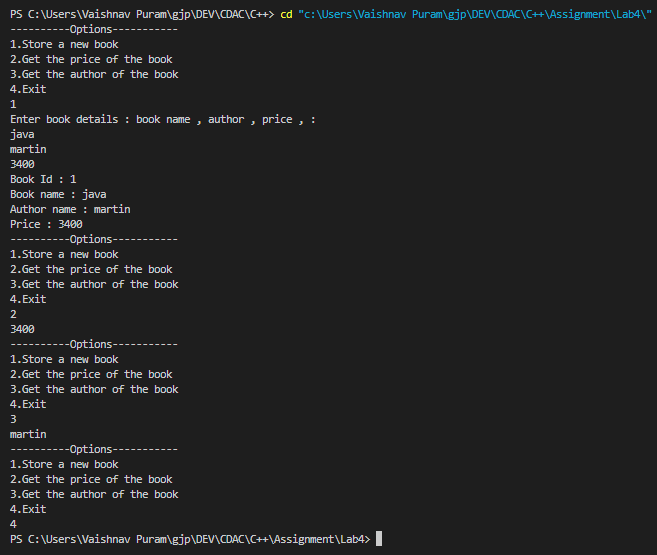 PS C:\Users\Vaishnav Puram\gjp\DEV\CDAC\C++> cd "c:\Users\Vaishnav Puram\gjp\DEV\CDAC\C++\Assignment\Lab4\"
----------Options-----------
1.Store a new book
2.Get the price of the book
3.Get the author of the book
4.Exit
1
Enter book details : book name , author , price , :
java
martin
3400
Book Id : 1
Book name : java
Author name : martin
Price : 3400
----------Options-----------
1.Store a new book
2.Get the price of the book
3.Get the author of the book
4.Exit
2
3400
----------Options-----------
1.Store a new book
2.Get the price of the book
3.Get the author of the book
4.Exit
3
martin
----------Options-----------
1.Store a new book
2.Get the price of the book
3.Get the author of the book
4.Exit
4
PS C:\Users\Vaishnav Puram\gjp\DEV\CDAC\C++\Assignment\Lab4>